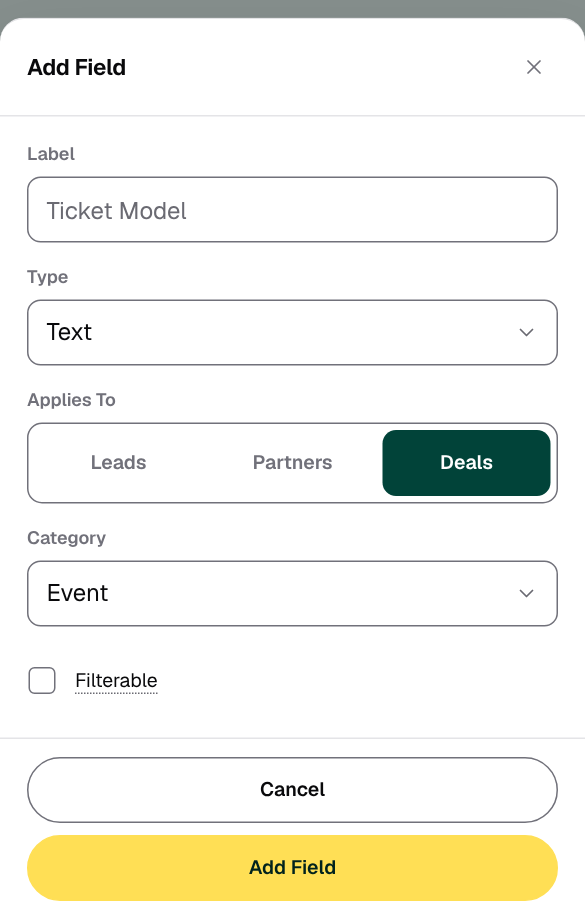 Add Field
Label
Ticket Model
Type
Text
Applies To
Leads Partners Deals
Category
Event
Filterable
Cancel
Add Field